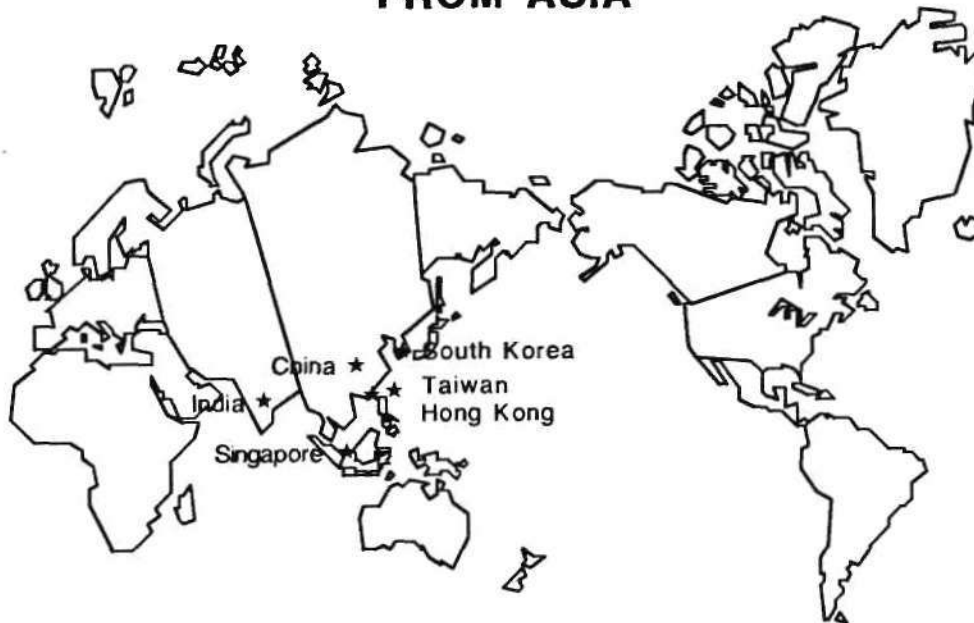 FROM ASIA
South Korea
China
Taiwan
India
Hong Kong
Singapore